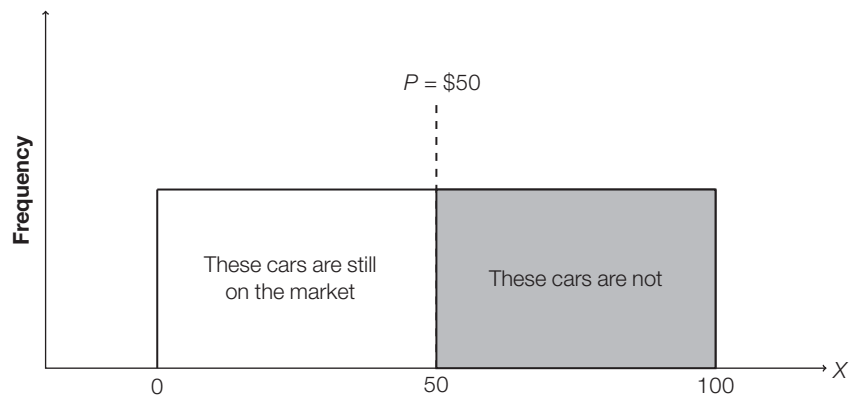 P = $50
Frequency
These cars are still
on the market
These cars are not
0
50
100
X